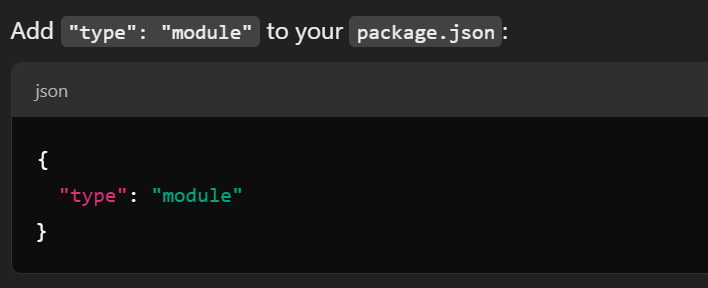 Add "type": "module" to your package.json:
json
{
"type": "module"
}